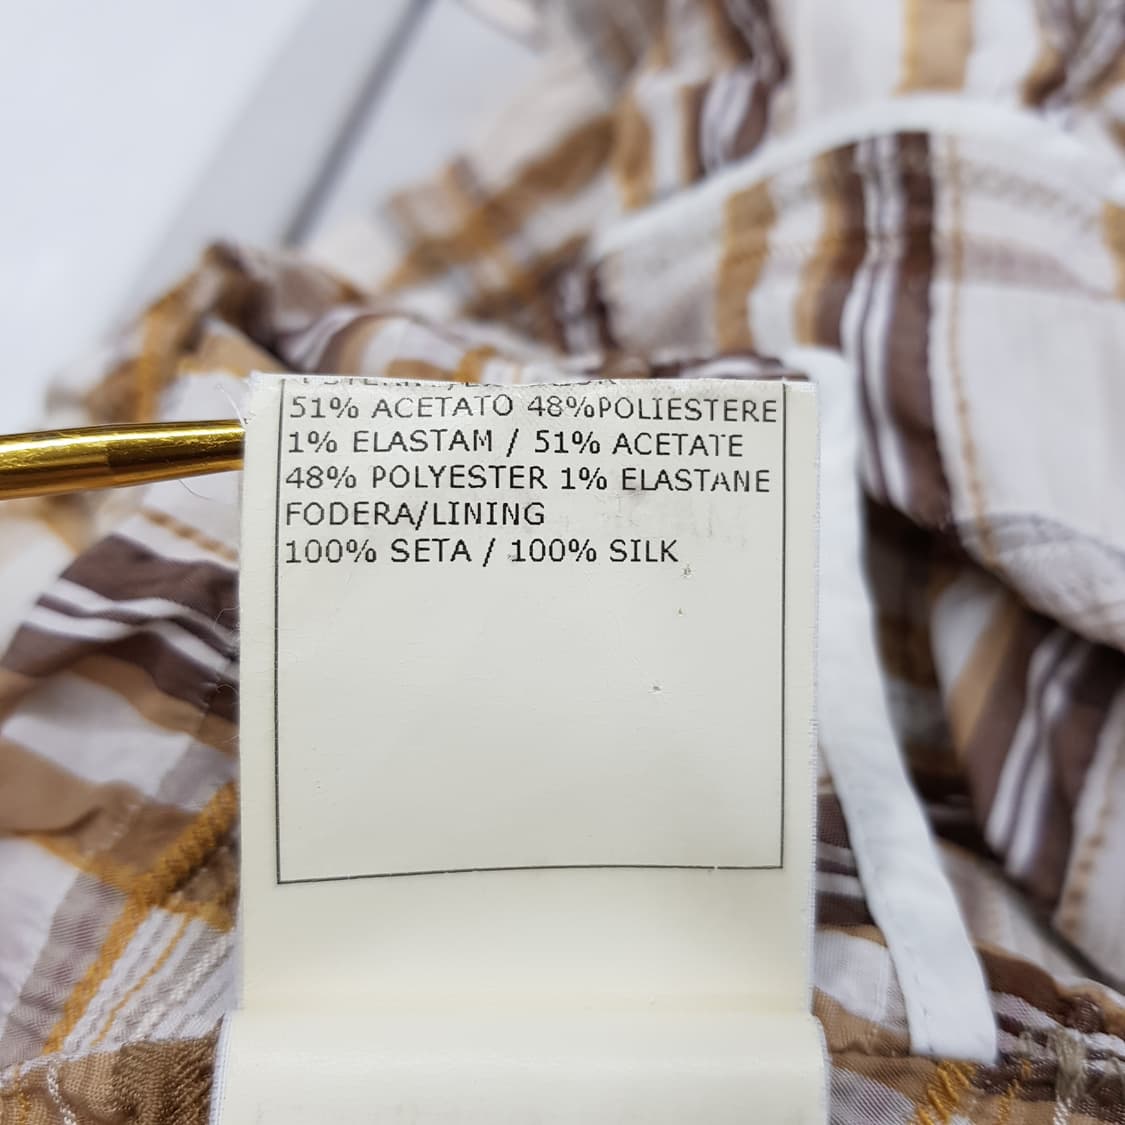 51% ACETATO 48%POLIESTERE
1% ELASTAM / 51% ACETATE
48% POLYESTER 1% ELASTANE
FODERA/LINING
100% SETA / 100% SILK